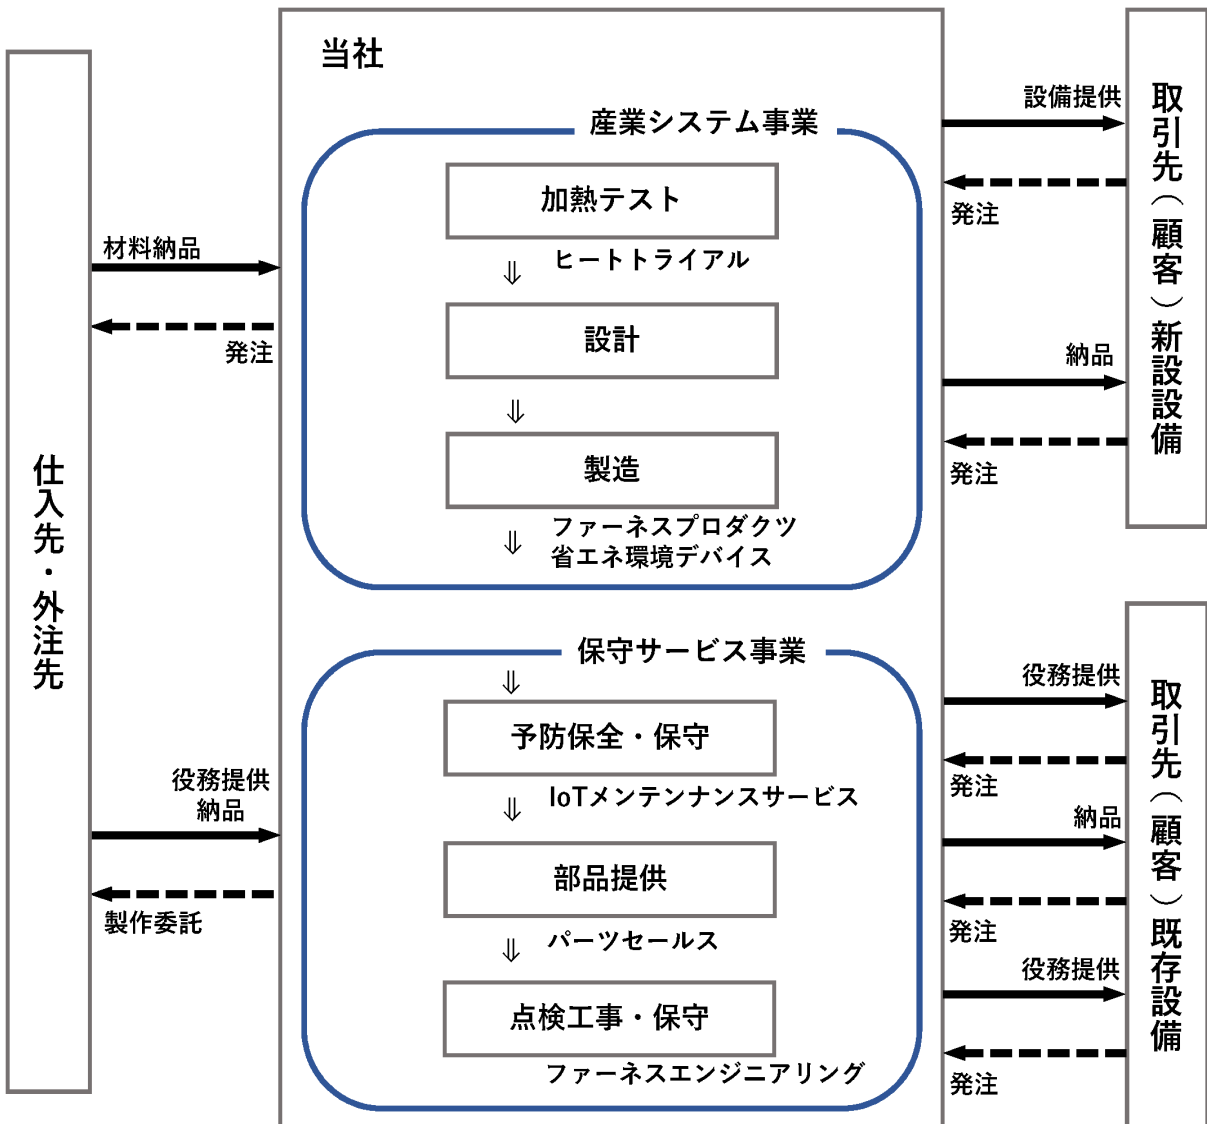 当社
産業システム事業
加熱テスト
⇓
ヒートトライアル
設計
⇓
製造
⇓
ファーネスプロダクツ
省エネ環境デバイス
保守サービス事業
⇓
予防保全・保守
⇓
IoTメンテンナンスサービス
部品提供
⇓
パーツセールス
点検工事・保守
ファーネスエンジニアリング
仕入先・外注先
材料納品
発注
役務提供
納品
製作委託
取引先(顧客)新設設備
設備提供
発注
納品
発注
取引先(顧客)既存設備
役務提供
発注
納品
発注
役務提供
発注